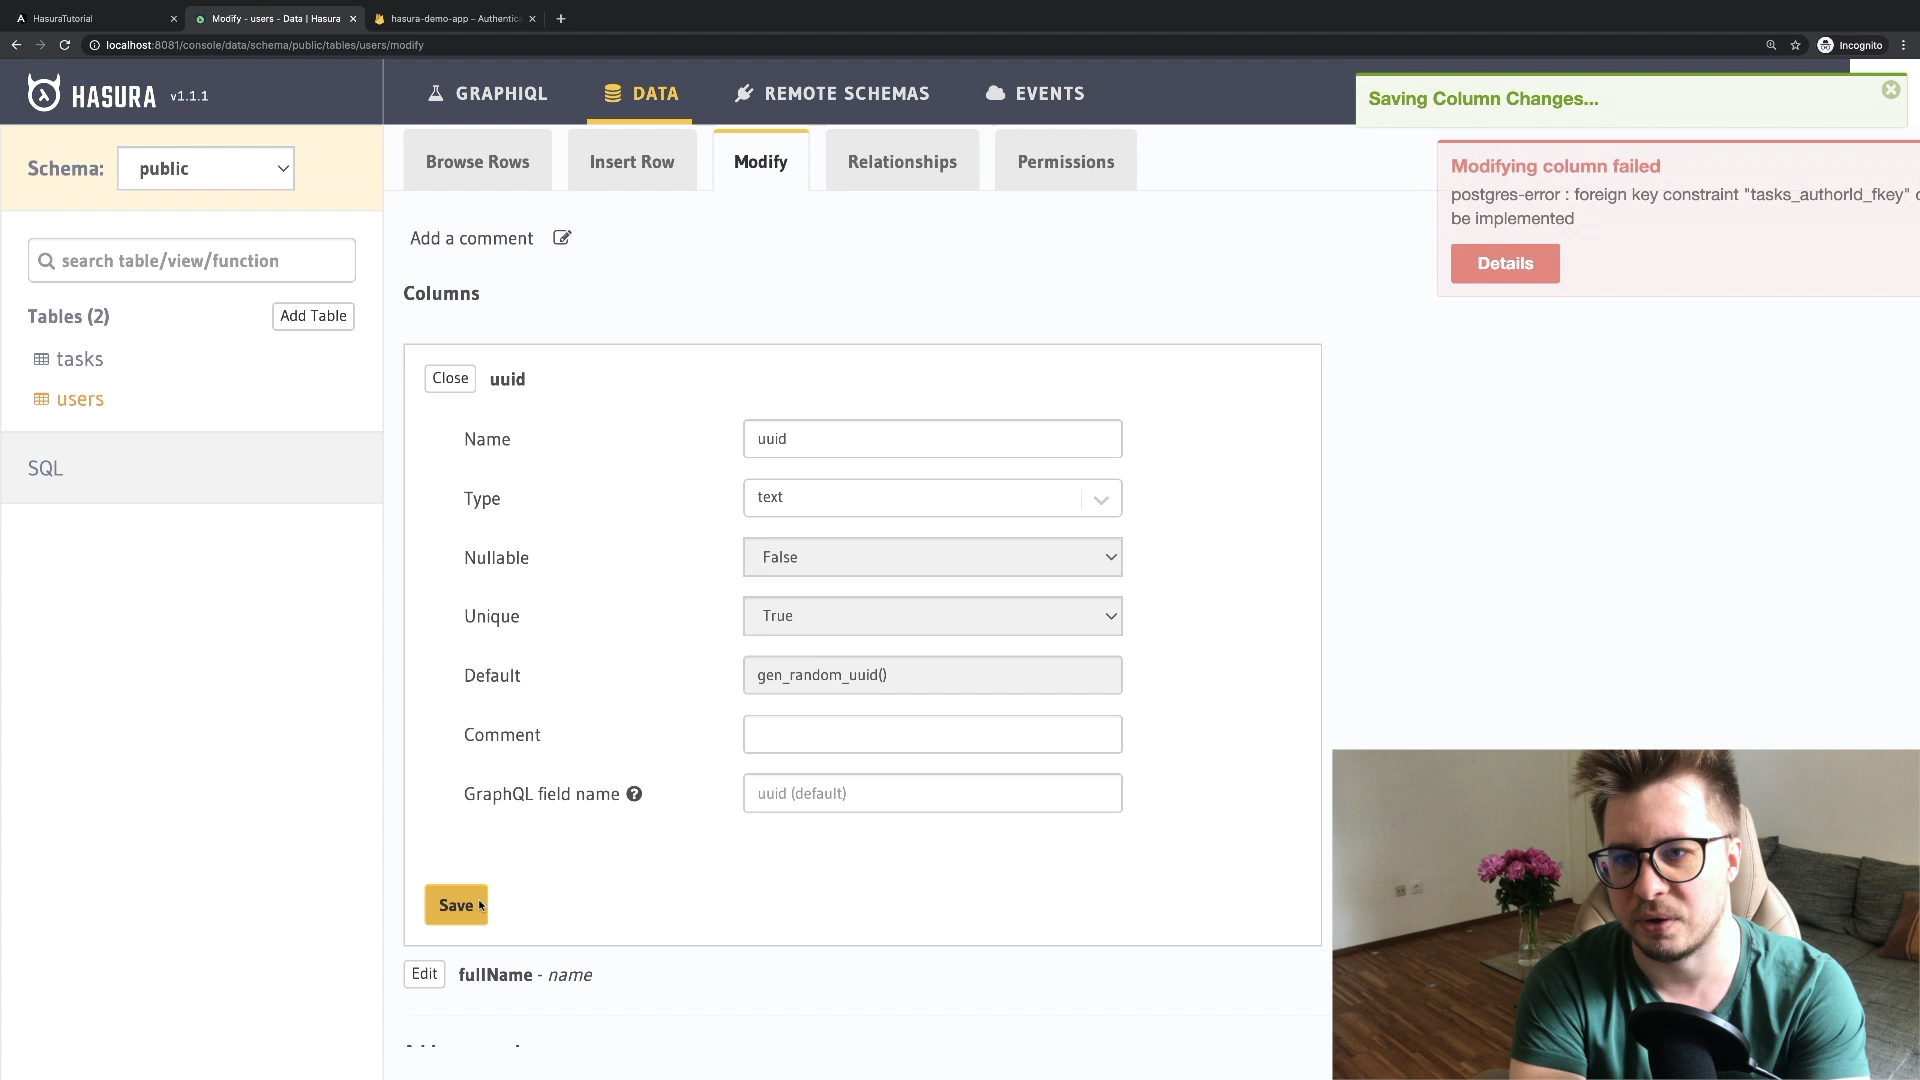 HasuraTutorial
Modify - users - Data | Hasura
hasura-demo-app – Authentica
localhost:8081/console/data/schema/public/tables/users/modify
Incognito
HASURA v1.1.1
GRAPHIQL
DATA
REMOTE SCHEMAS
EVENTS
Saving Column Changes...
Schema:
public
Browse Rows
Insert Row
Modify
Relationships
Permissions
Modifying column failed
postgres-error : foreign key constraint "tasks_authorId_fkey" c
be implemented
Details
search table/view/function
Tables (2)
Add Table
tasks
users
SQL
Add a comment
Columns
Close
uuid
Name
uuid
Type
text
Nullable
False
Unique
True
Default
gen_random_uuid()
Comment
GraphQL field name
uuid (default)
Save
Edit
fullName - name